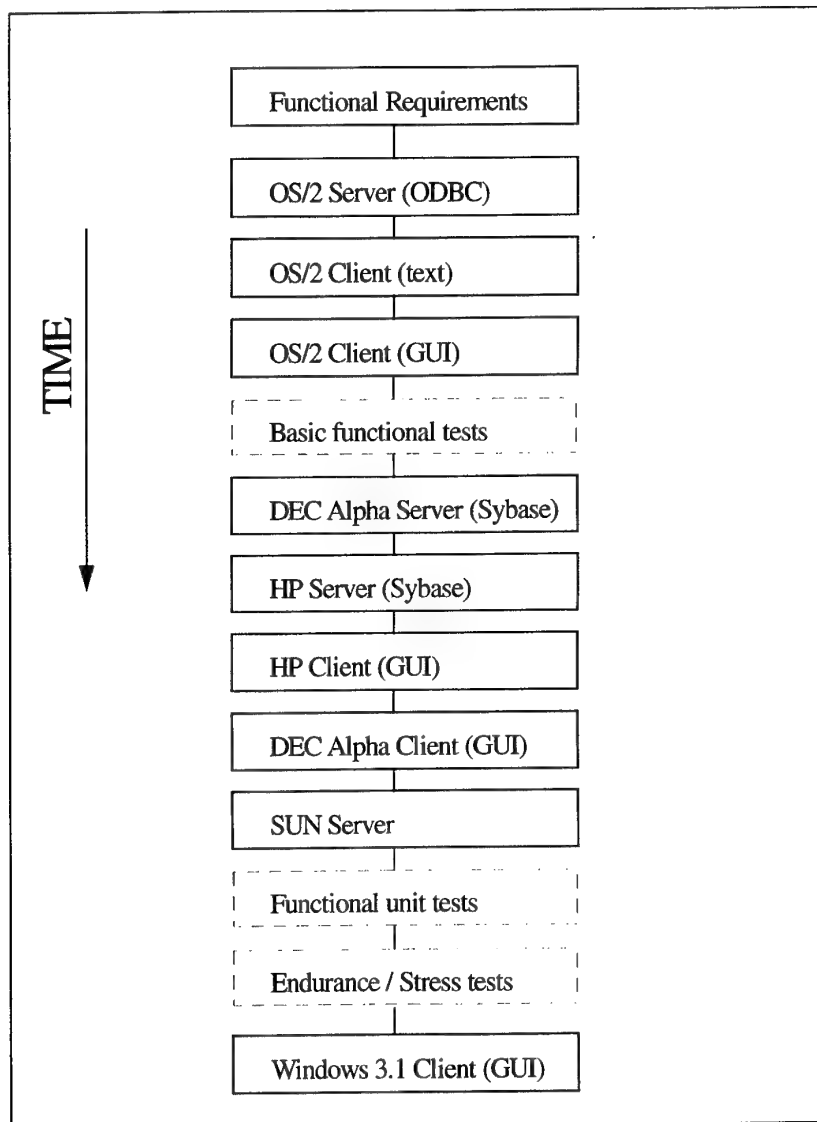 Functional Requirements
OS/2 Server (ODBC)
OS/2 Client (text)
OS/2 Client (GUI)
TIME
Basic functional tests
DEC Alpha Server (Sybase)
HP Server (Sybase)
HP Client (GUI)
DEC Alpha Client (GUI)
SUN Server
Functional unit tests
Endurance / Stress tests
Windows 3.1 Client (GUI)